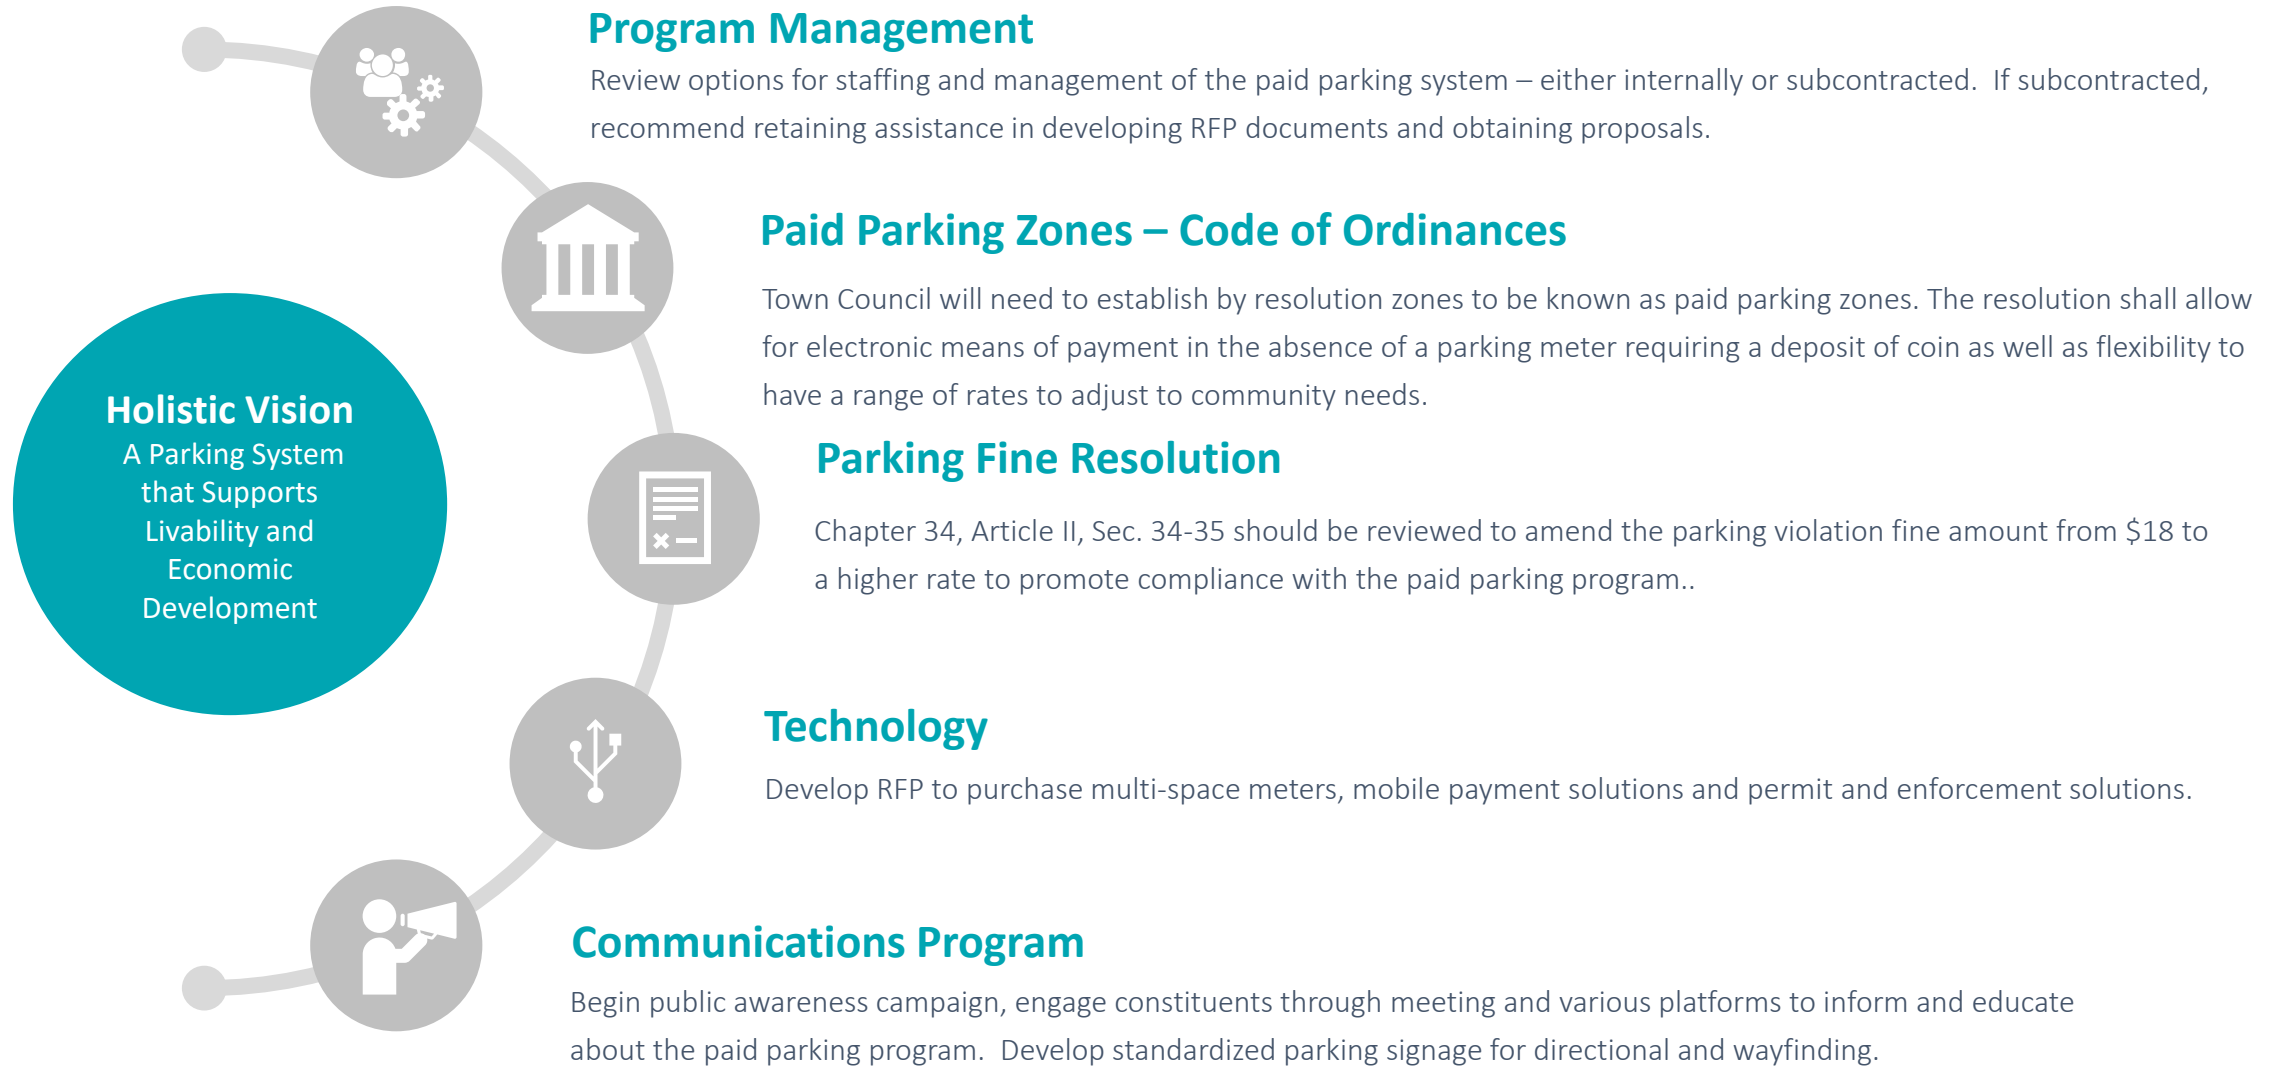 Program Management
Review options for staffing and management of the paid parking system – either internally or subcontracted.  If subcontracted,
recommend retaining assistance in developing RFP documents and obtaining proposals.
Paid Parking Zones – Code of Ordinances
Town Council will need to establish by resolution zones to be known as paid parking zones. The resolution shall allow
for electronic means of payment in the absence of a parking meter requiring a deposit of coin as well as flexibility to
have a range of rates to adjust to community needs.
Holistic Vision
A Parking System
that Supports
Livability and
Economic
Development
Parking Fine Resolution
Chapter 34, Article II, Sec. 34-35 should be reviewed to amend the parking violation fine amount from $18 to
a higher rate to promote compliance with the paid parking program..
Technology
Develop RFP to purchase multi-space meters, mobile payment solutions and permit and enforcement solutions.
Communications Program
Begin public awareness campaign, engage constituents through meeting and various platforms to inform and educate
about the paid parking program.  Develop standardized parking signage for directional and wayfinding.